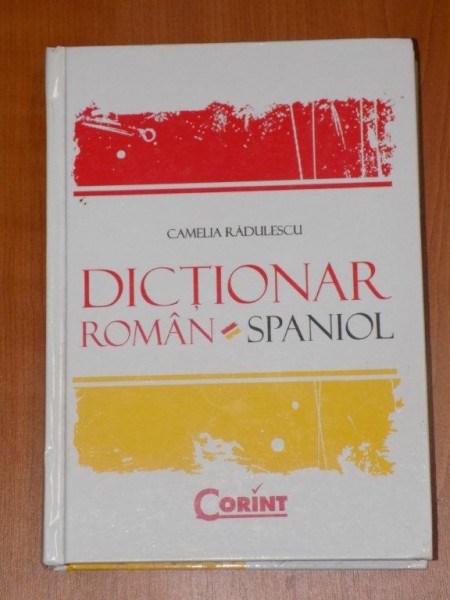 CAMELIA RĂDULESCU
DICȚIONAR
ROMÂN SPANIOL
CORINT